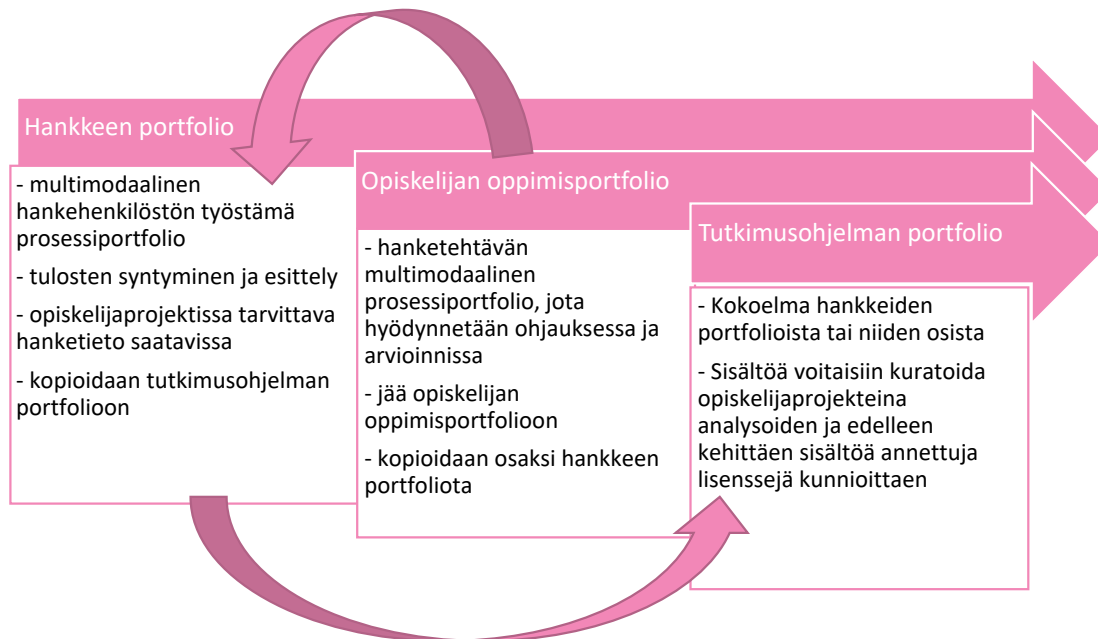 Hankkeen portfolio
- multimodaalinen
hankehenkilöstön työstämä
prosessiportfolio
- tulosten syntyminen ja esittely
- opiskelijaprojektissa tarvittava
hanketieto saatavissa
- kopioidaan tutkimusohjelman
portfolioon
Opiskelijan oppimisportfolio
- hanketehtävän
multimodaalinen
prosessiportfolio, jota
hyödynnetään ohjauksessa ja
arvioinnissa
- jää opiskelijan
oppimisportfolioon
- kopioidaan osaksi hankkeen
portfoliota
Tutkimusohjelman portfolio
- Kokoelma hankkeiden
portfolioista tai niiden osista
- Sisältöä voitaisiin kuratoida
opiskelijaprojekteina
analysoiden ja edelleen
kehittäen sisältöä annettuja
lisenssejä kunnioittaen